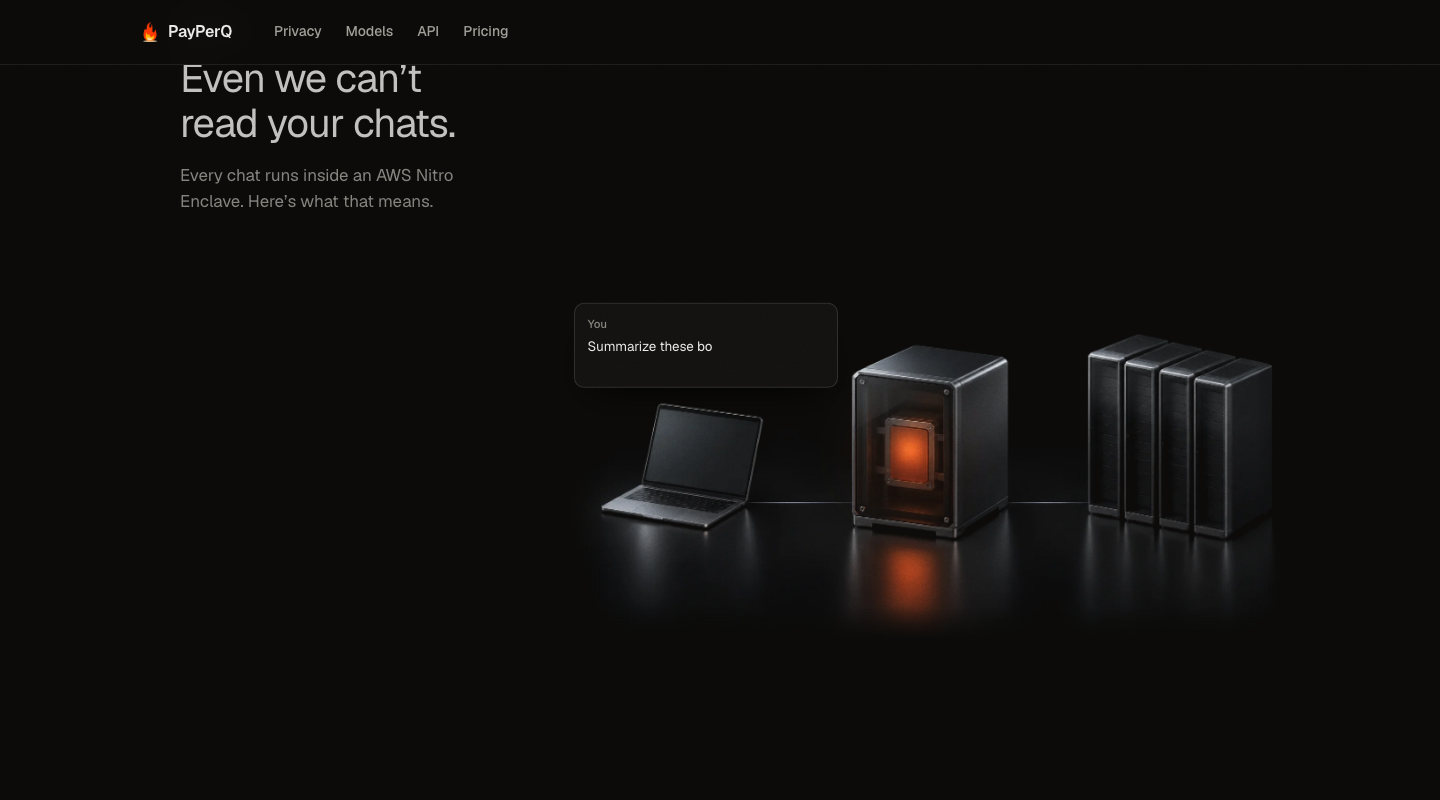 PayPerQ
Privacy
Models
API
Pricing
Even we can’t
read your chats.
Every chat runs inside an AWS Nitro
Enclave. Here’s what that means.
You
Summarize these bo